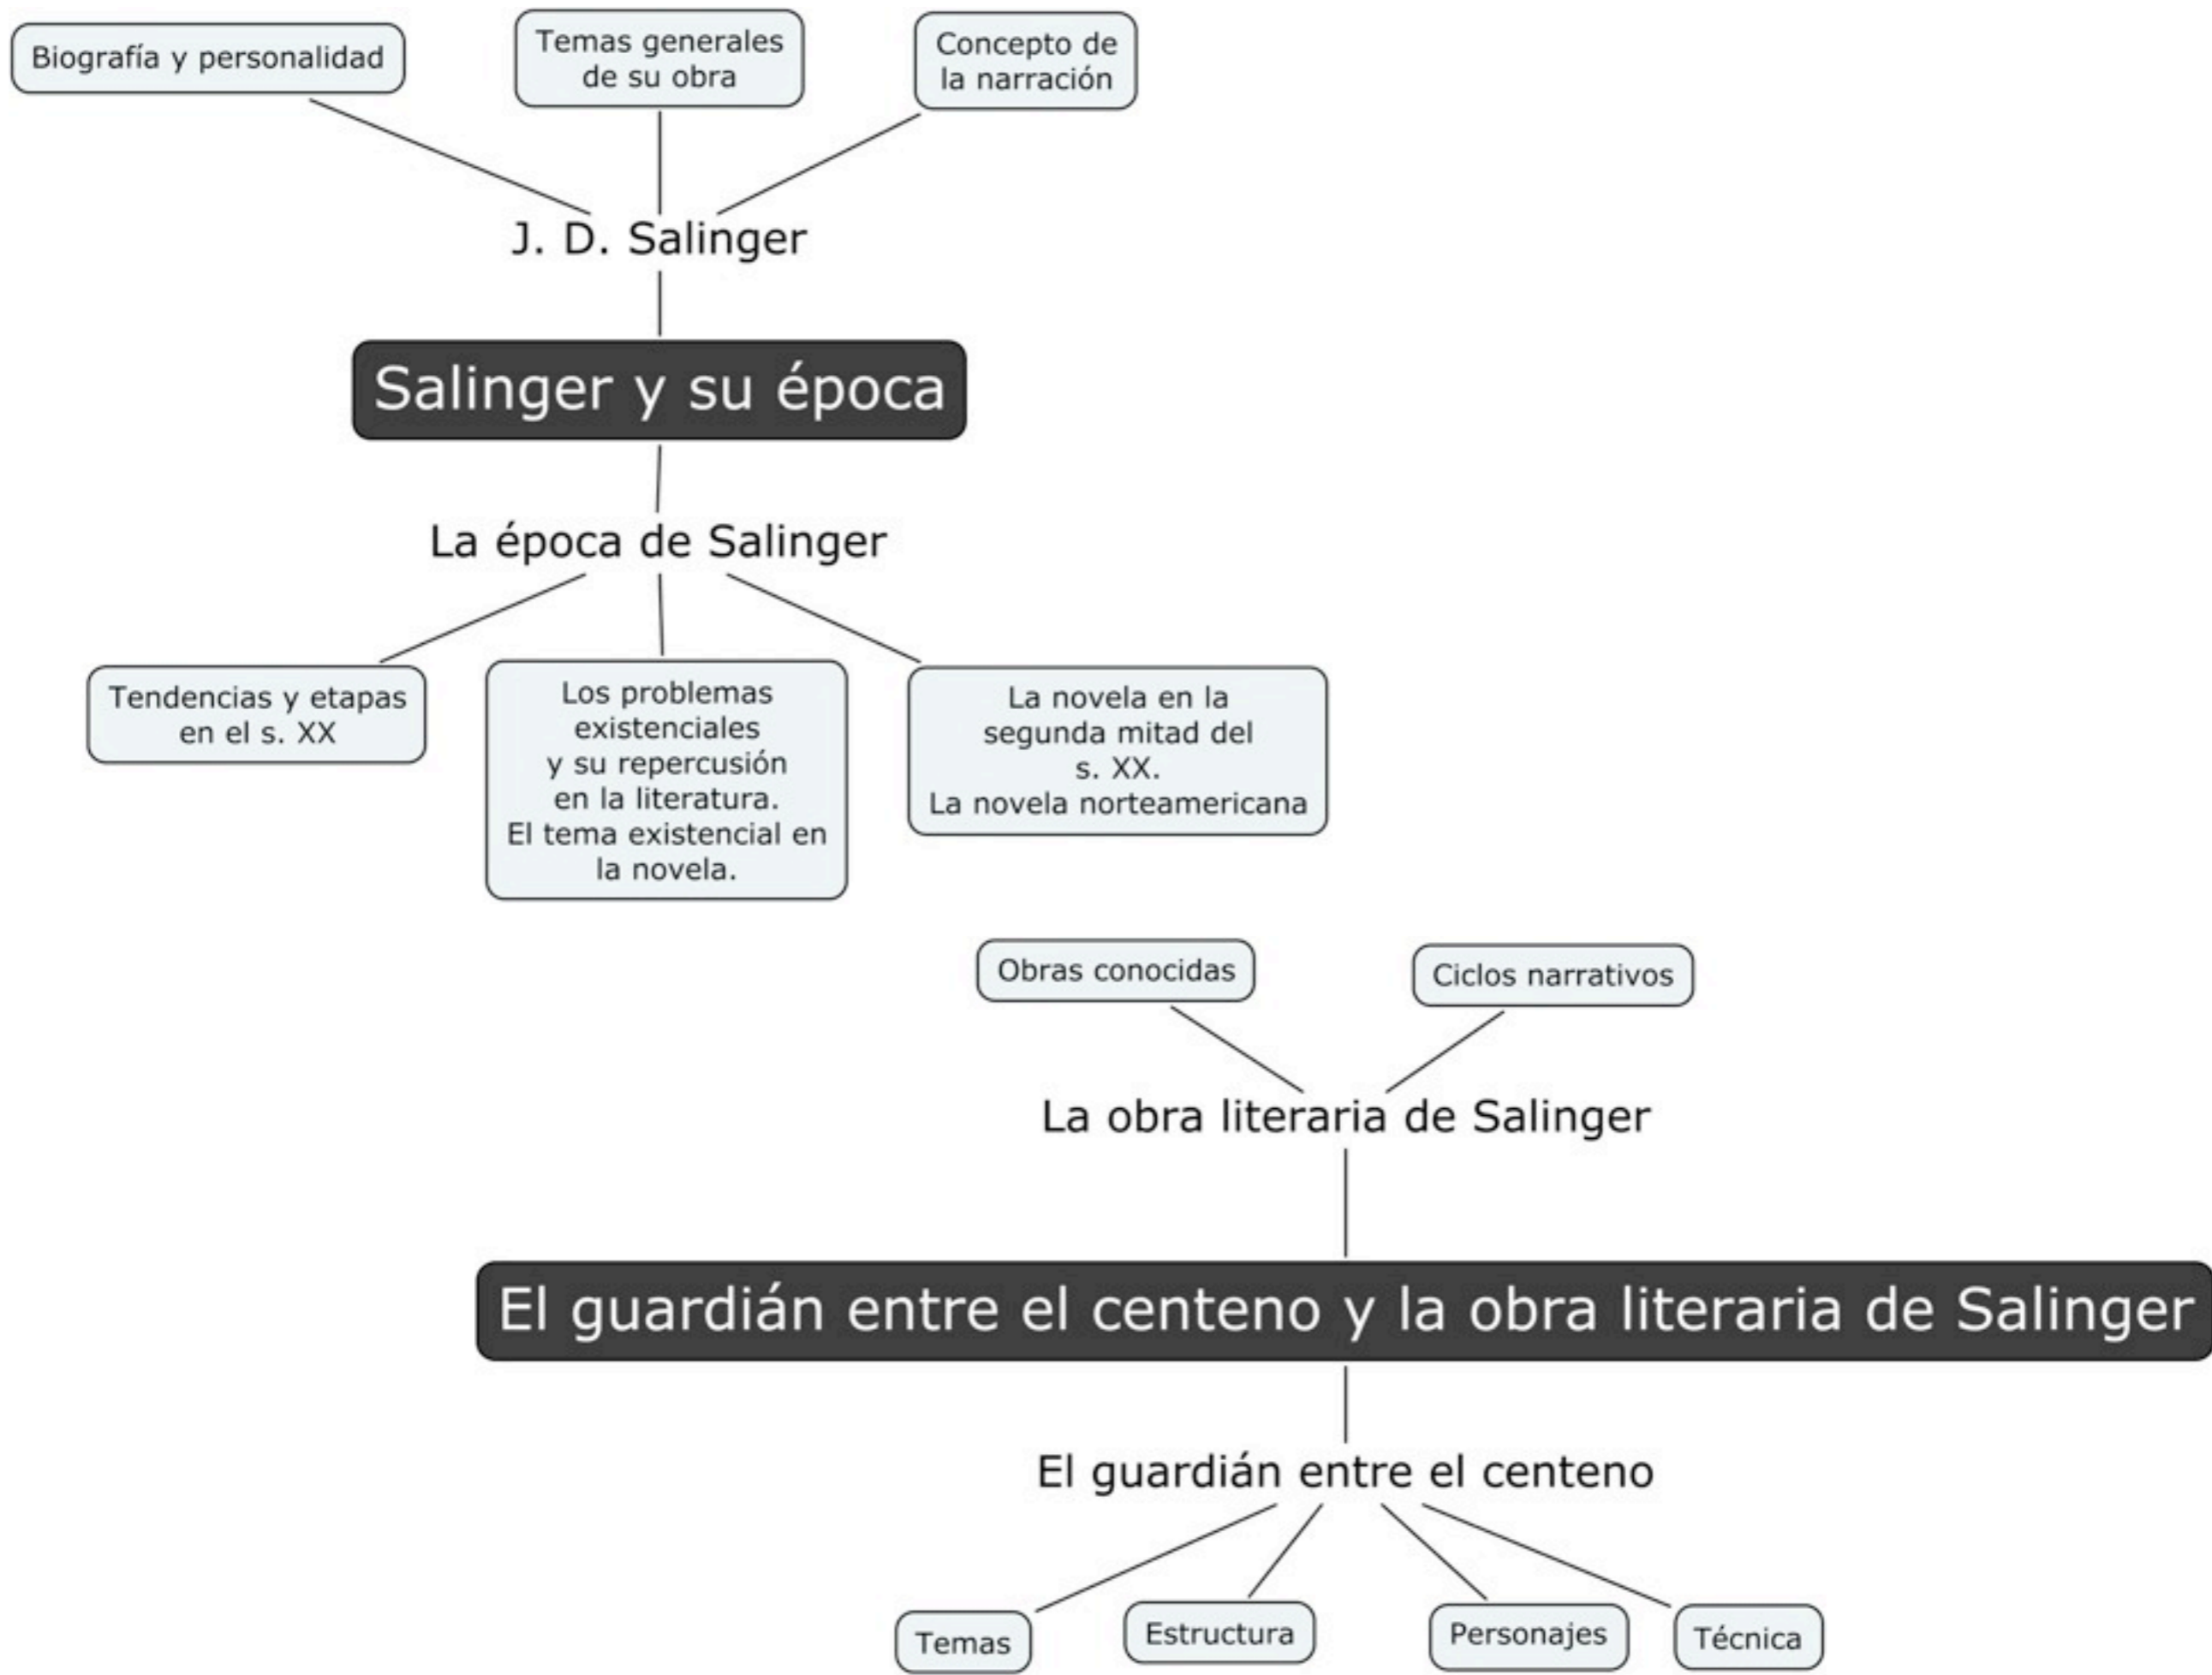 Biografía y personalidad
Temas generales
de su obra
Concepto de
la narración
J. D. Salinger
Salinger y su época
La época de Salinger
Tendencias y etapas
en el s. XX
Los problemas
existenciales
y su repercusión
en la literatura.
El tema existencial en
la novela.
La novela en la
segunda mitad del
s. XX.
La novela norteamericana
Obras conocidas
Ciclos narrativos
La obra literaria de Salinger
El guardián entre el centeno y la obra literaria de Salinger
El guardián entre el centeno
Temas
Estructura
Personajes
Técnica